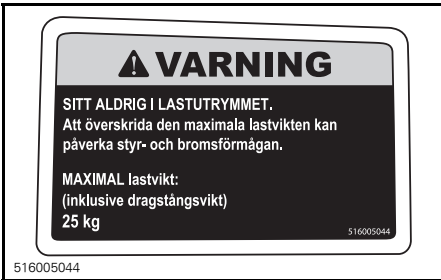 VARNING
SITT ALDRIG I LASTUTRYMMET.
Att överskrida den maximala lastvikten kan
påverka styr- och bromsförmågan.
MAXIMAL lastvikt:
(inklusive dragstångsvikt)
25 kg
516005044
516005044